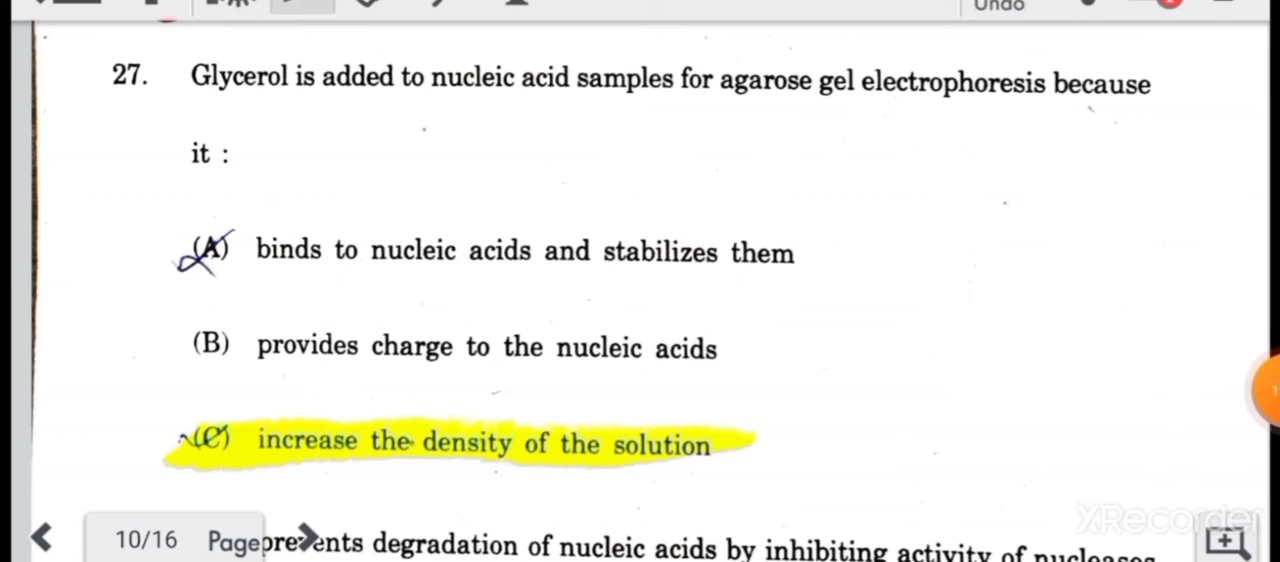 Undo
27. Glycerol is added to nucleic acid samples for agarose gel electrophoresis because
it :
(A) binds to nucleic acids and stabilizes them
(B) provides charge to the nucleic acids
(C) increase the density of the solution
10/16 Page prevents degradation of nucleic acids by inhibiting activity of nucleases
XRecorder